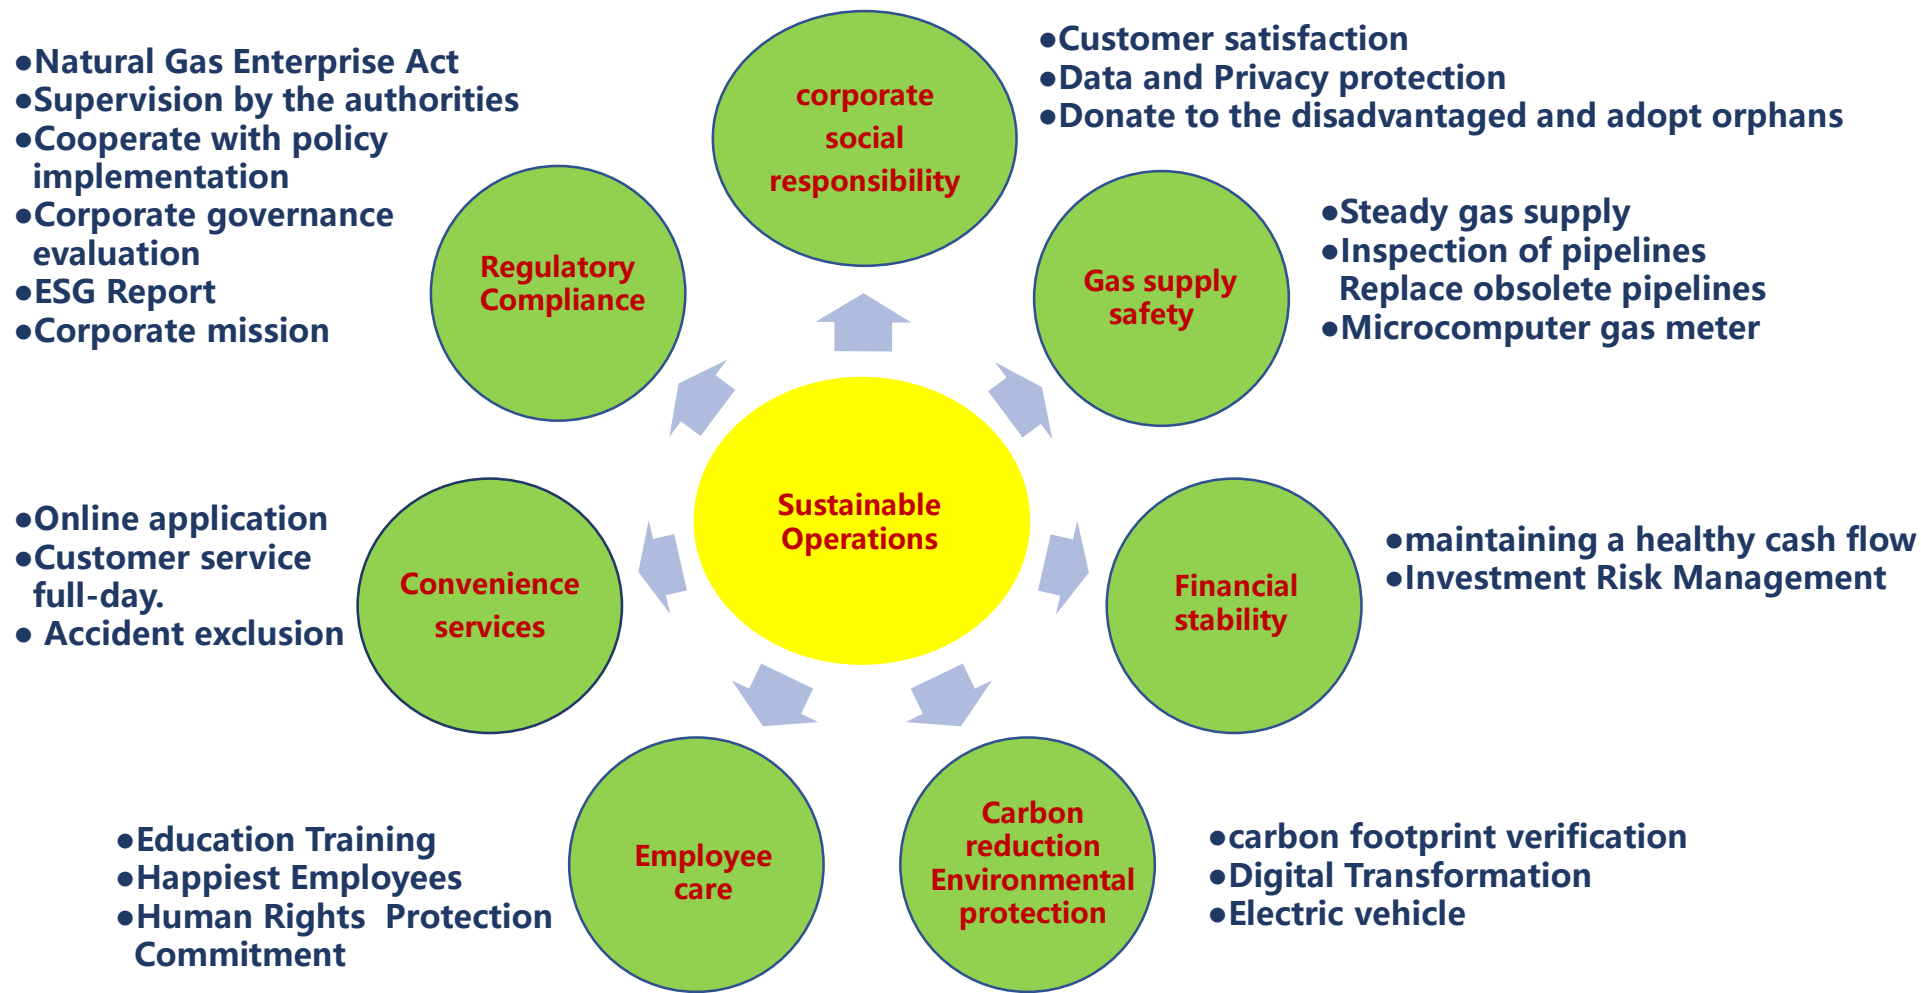 corporate
social
responsibility
●Customer satisfaction
●Data and Privacy protection
●Donate to the disadvantaged and adopt orphans
●Natural Gas Enterprise Act
●Supervision by the authorities
●Cooperate with policy
implementation
●Corporate governance
evaluation
●ESG Report
●Corporate mission
Regulatory
Compliance
Gas supply
safety
●Steady gas supply
●Inspection of pipelines
Replace obsolete pipelines
●Microcomputer gas meter
Sustainable
Operations
●Online application
●Customer service
full-day.
● Accident exclusion
Convenience
services
Financial
stability
●maintaining a healthy cash flow
●Investment Risk Management
●Education Training
●Happiest Employees
●Human Rights  Protection
Commitment
Employee
care
Carbon
reduction
Environmental
protection
●carbon footprint verification
●Digital Transformation
●Electric vehicle